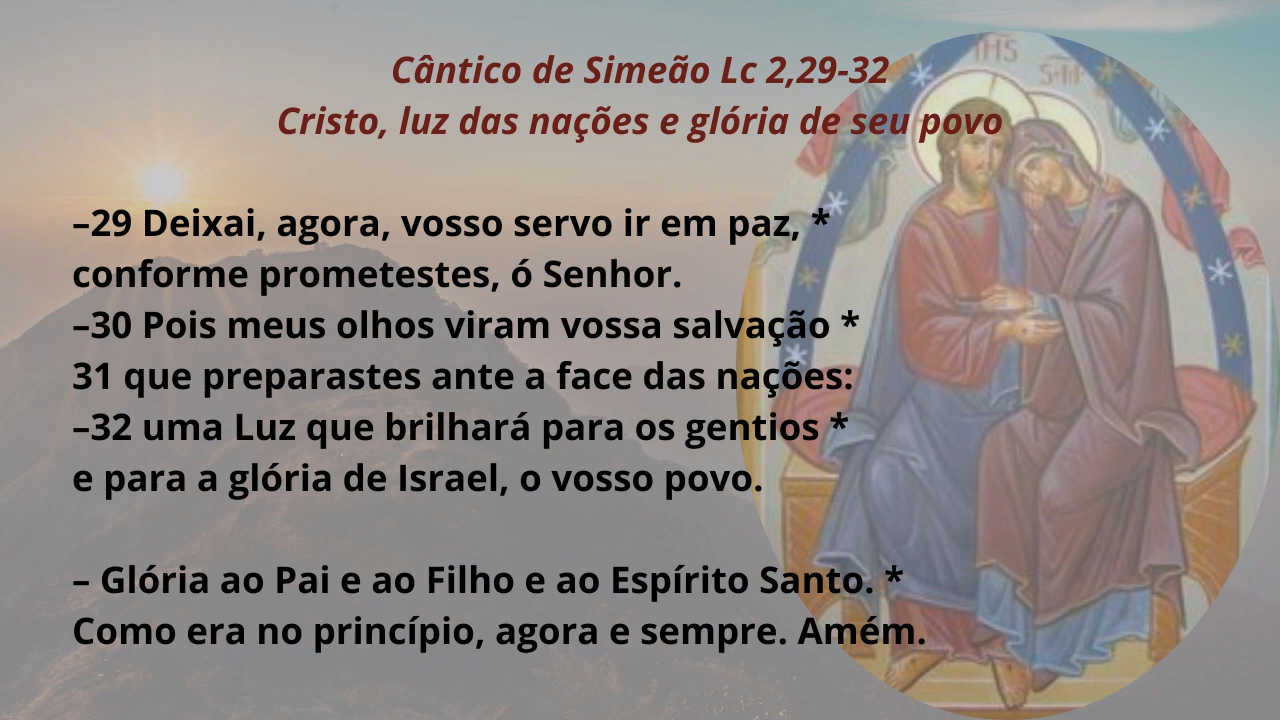 IHS
Cântico de Simeão Lc 2,29-32
Cristo, luz das nações e glória de seu povo
–29 Deixai, agora, vosso servo ir em paz, *
conforme prometestes, ó Senhor.
–30 Pois meus olhos viram vossa salvação *
31 que preparastes ante a face das nações:
–32 uma Luz que brilhará para os gentios *
e para a glória de Israel, o vosso povo.
– Glória ao Pai e ao Filho e ao Espírito Santo. *
Como era no princípio, agora e sempre. Amém.